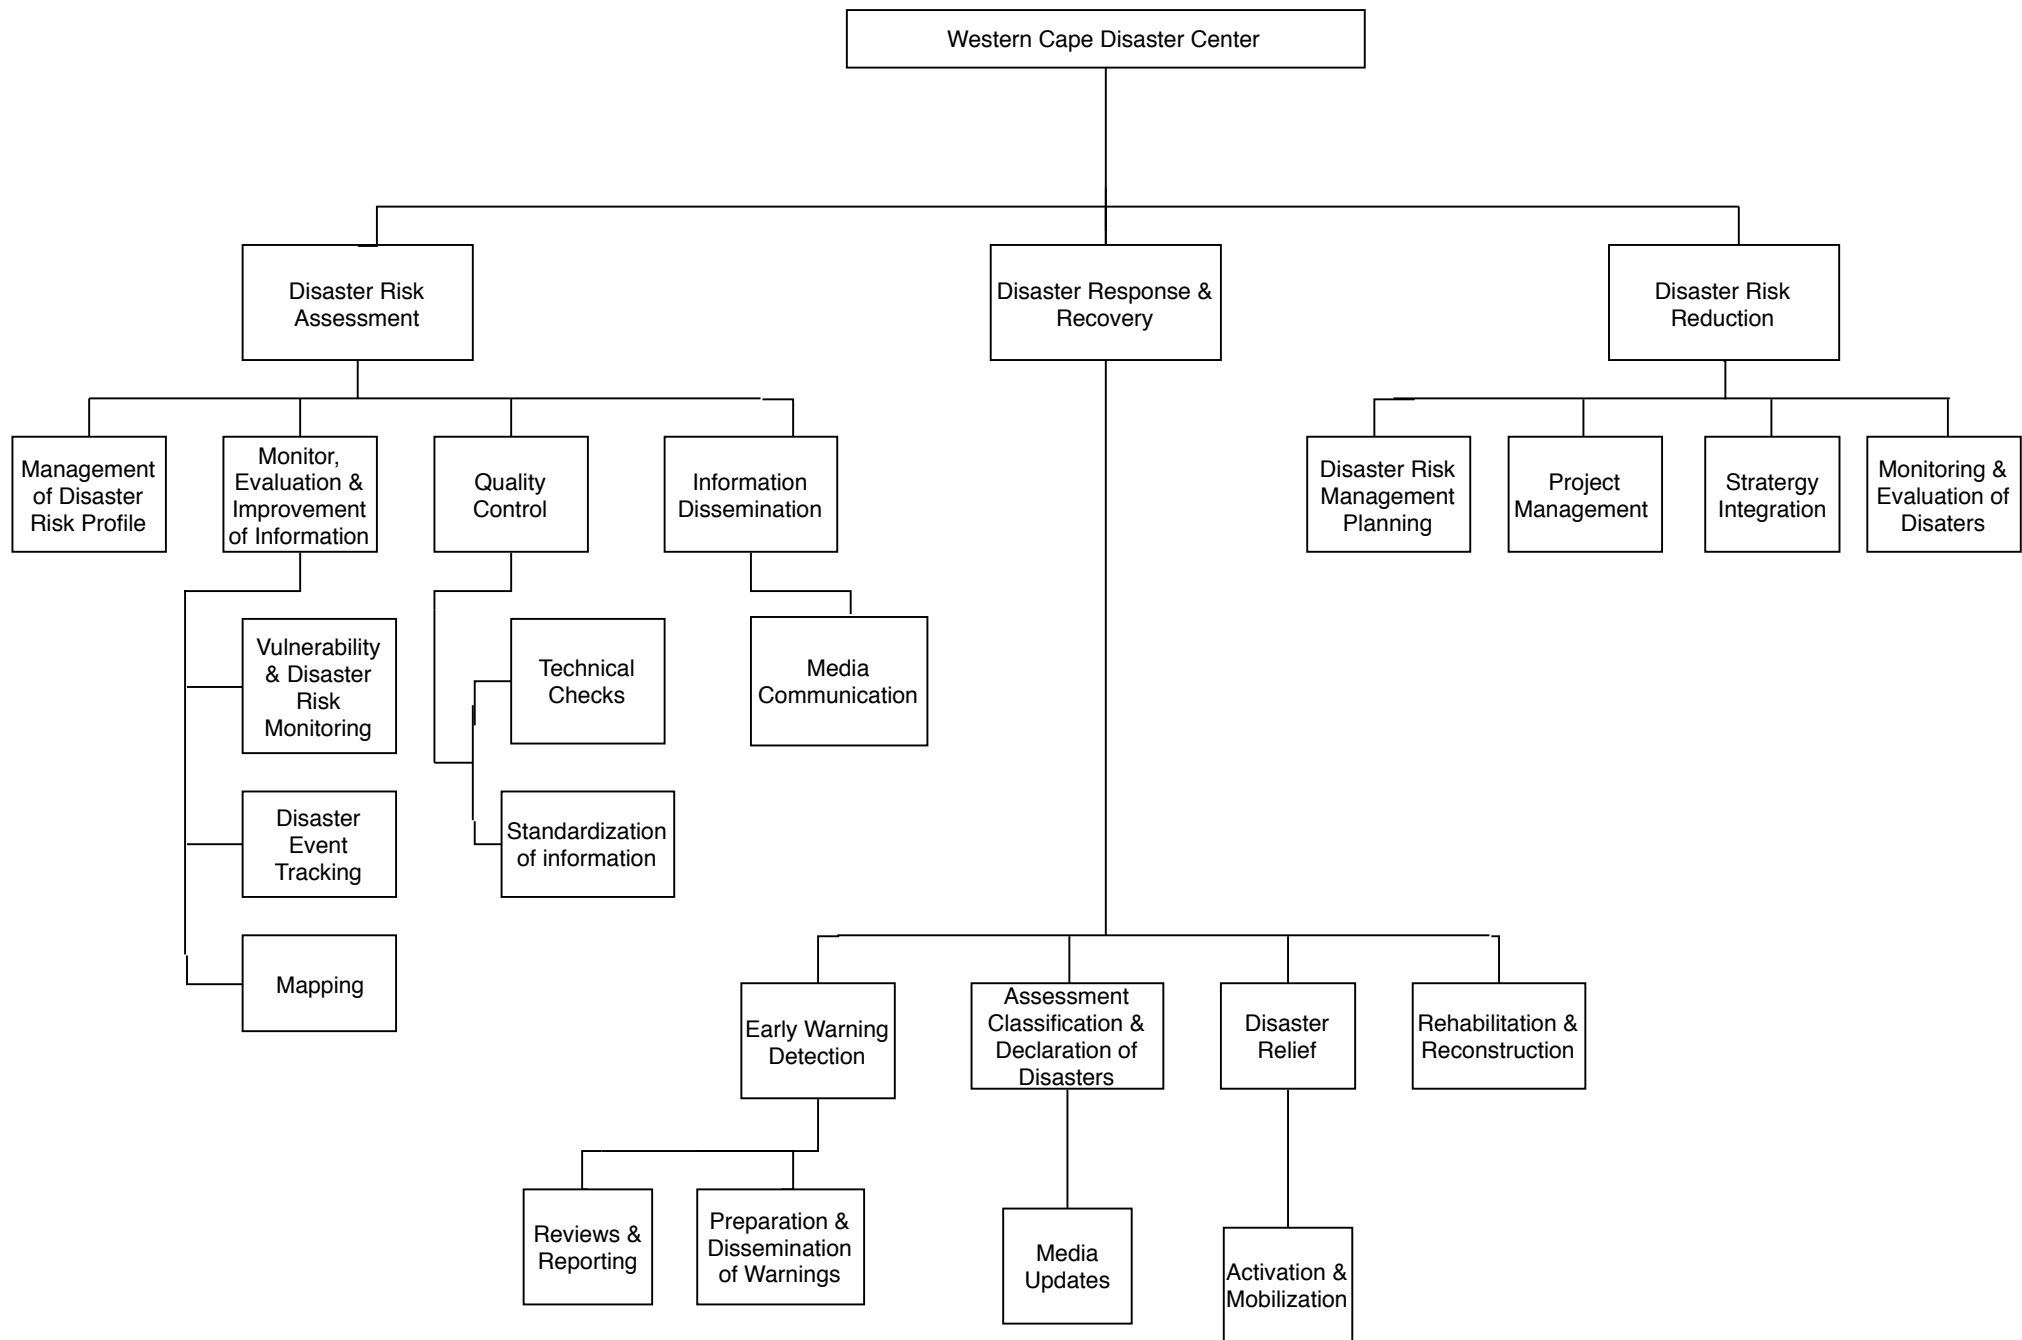 Western Cape Disaster Center
Disaster Risk
Assessment
Disaster Response &
Recovery
Disaster Risk
Reduction
Management
of Disaster
Risk Profile
Monitor,
Evaluation &
Improvement
of Information
Quality
Control
Information
Dissemination
Disaster Risk
Management
Planning
Project
Management
Stratergy
Integration
Monitoring &
Evaluation of
Disaters
Vulnerability
& Disaster
Risk
Monitoring
Technical
Checks
Media
Communication
Disaster
Event
Tracking
Standardization
of information
Mapping
Early Warning
Detection
Assessment
Classification &
Declaration of
Disasters
Disaster
Relief
Rehabilitation &
Reconstruction
Reviews &
Reporting
Preparation &
Dissemination
of Warnings
Media
Updates
Activation &
Mobilization